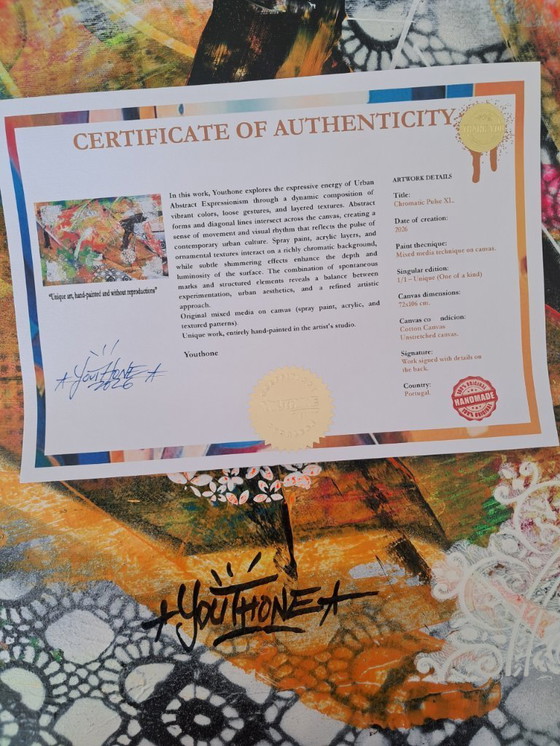 CERTIFICATE OF AUTHENTICITY
In this work, Youthone explores the expressive energy of Urban
Abstract Expressionism through a dynamic composition of
vibrant colors, loose gestures, and layered textures. Abstract
forms and diagonal lines intersect across the canvas, creating a
sense of movement and visual rhythm that reflects the pulse of
contemporary urban culture. Spray paint, acrylic layers, and
ornamental textures interact on a richly chromatic background,
while subtle shimmering effects enhance the depth and
luminosity of the surface. The combination of spontaneous
marks and structured elements reveals a balance between
experimentation, urban aesthetics, and a refined artistic
approach.
Original mixed media on canvas (spray paint, acrylic, and
textured patterns)
Unique work, entirely hand-painted in the artist's studio.
Youthone
"Unique art, hand-painted and without reproductions"
YouThone
2026
ARTWORK DETAILS
Title:
Chromatic Pulse XL.
Date of creation:
2026
Paint thecnique:
Mixed media technique on canvas.
Singular edition:
1/1 – Unique (One of a kind)
Canvas dimensions:
72x106 cm.
Canvas co ndicion:
Cotton Canvas
Unstretched canvas.
Signature:
Work signed with details on
the back.
Country:
Portugal
HANDMADE
YOUTHONE